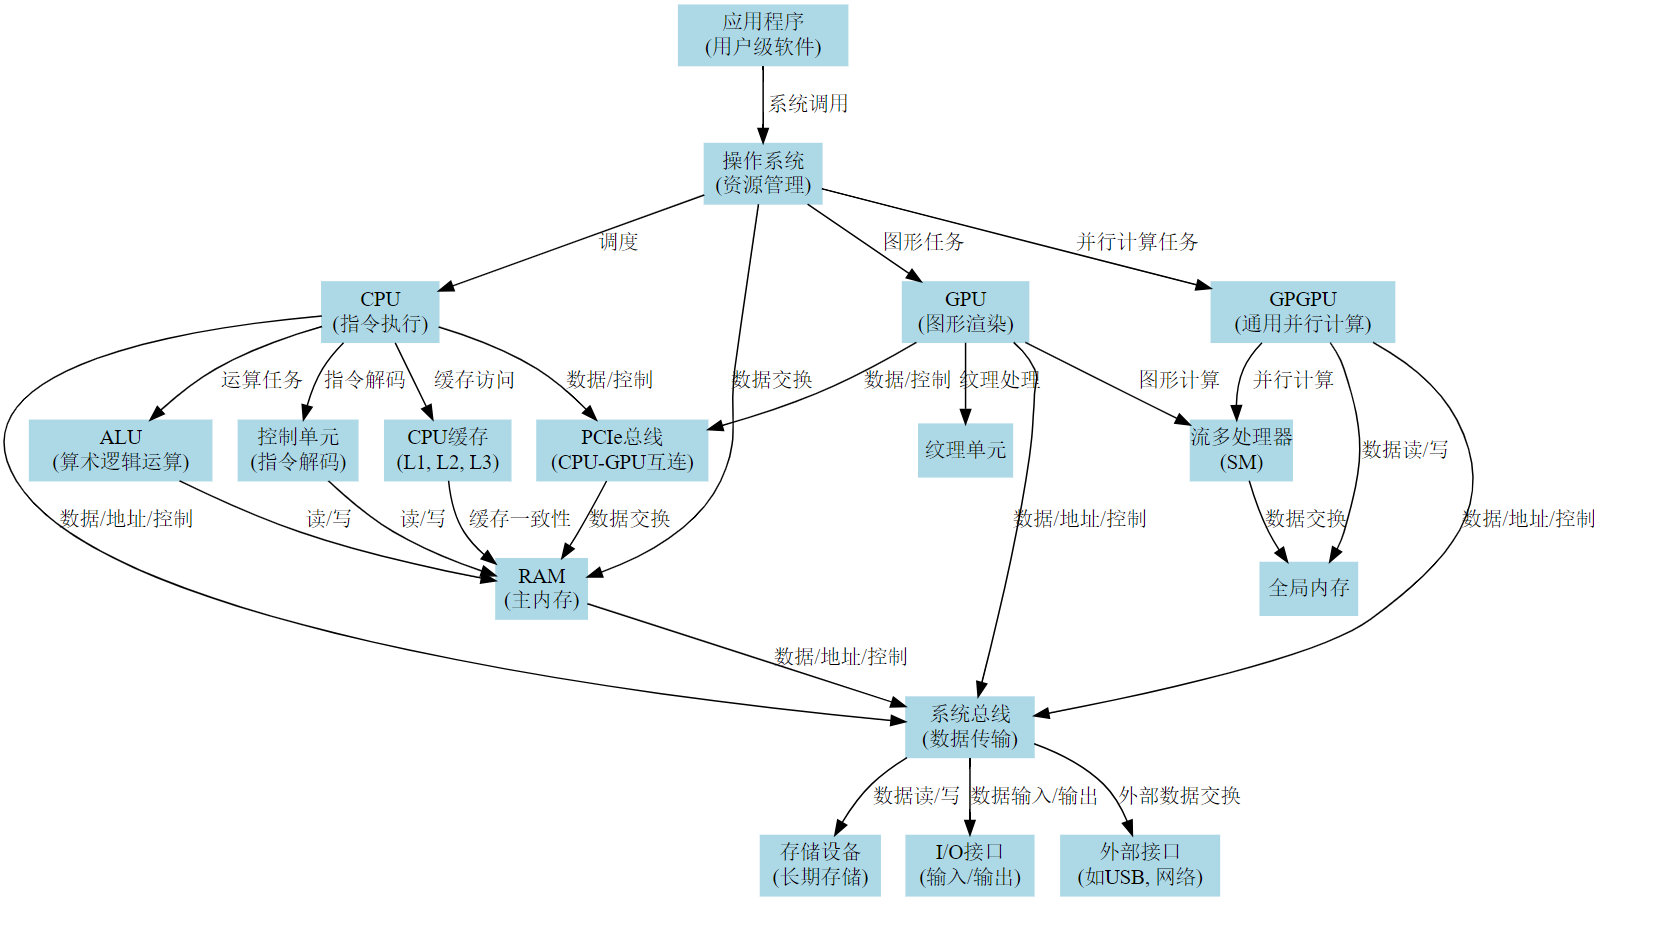 应用程序
(用户级软件)
系统调用
操作系统
(资源管理)
调度
图形任务
并行计算任务
CPU
(指令执行)
GPU
(图形渲染)
GPGPU
(通用并行计算)
运算任务
指令解码
缓存访问
数据/控制
数据交换
数据/控制
纹理处理
图形计算
并行计算
ALU
(算术逻辑运算)
控制单元
(指令解码)
CPU缓存
(L1, L2, L3)
PCIe总线
(CPU-GPU互连)
纹理单元
流多处理器
(SM)
数据读/写
数据/地址/控制
读/写
读/写
缓存一致性
数据交换
数据/地址/控制
数据交换
数据/地址/控制
RAM
(主内存)
全局内存
数据/地址/控制
系统总线
(数据传输)
数据读/写
数据输入/输出
外部数据交换
存储设备
(长期存储)
I/O接口
(输入/输出)
外部接口
(如USB, 网络)